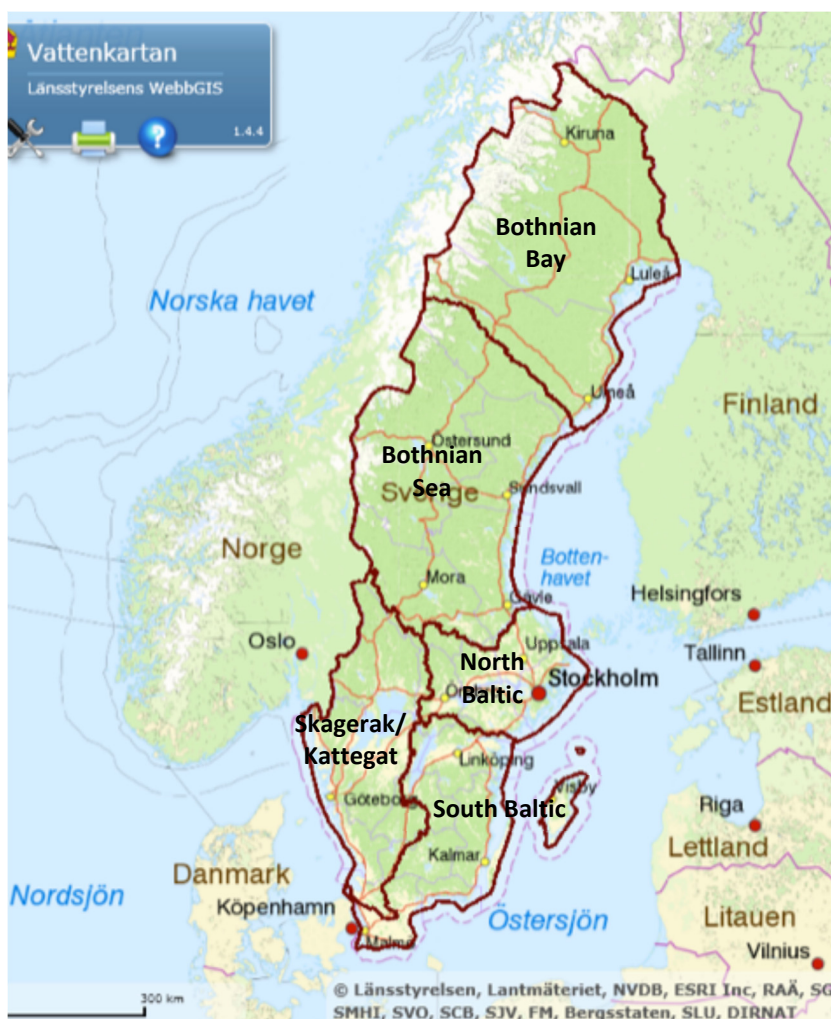 Atlanten
Vattenkartan
Länsstyrelsens WebbGIS
1.4.4
Kiruna
Bothnian
Bay
Luleå
Norska havet
Umeå
Finland
Östersund
Bothnian
Sea
Sverige
Sundsvall
Norge
Botten-
havet
Mora
Gävle
Helsingfors
Oslo
Uppsala
Tallinn
North
Baltic
Stockholm
Estland
Skagerak/
Kattegat
Linköping
Visby
Göteborg
South Baltic
Riga
Lettland
Kalmar
Danmark
Nordsjön
Köpenhamn
Östersjön
Litauen
Malmö
Vilnius
300 km
© Länsstyrelsen, Lantmäteriet, NVDB, ESRI Inc, RAÄ, SG
SMHI, SVO, SCB, SJV, FM, Bergsstaten, SLU, DIRNAT